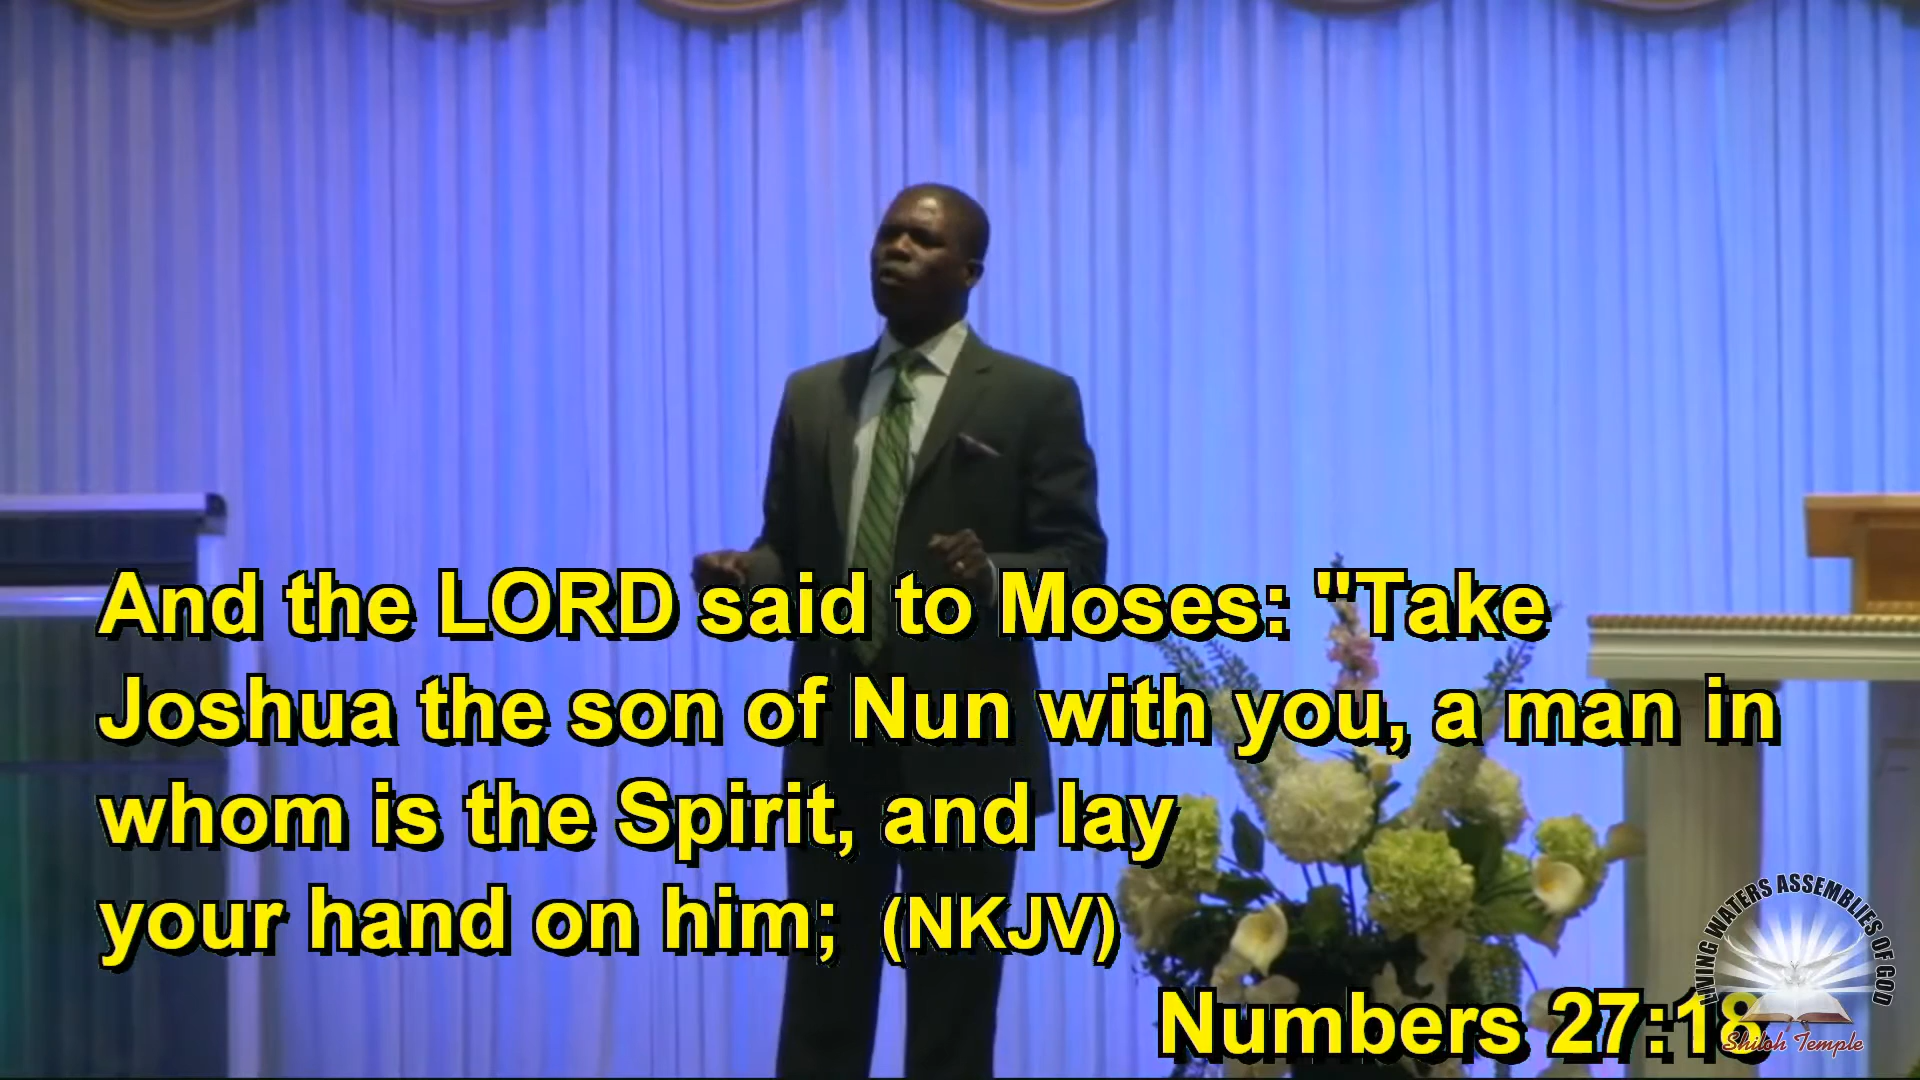 And the LORD said to Moses: "Take
Joshua the son of Nun with you, a man in
whom is the Spirit, and lay
your hand on him; (NKJV)
Numbers 27:18
LIVING WATERS ASSEMBLIES OF GOD
Shiloh Temple